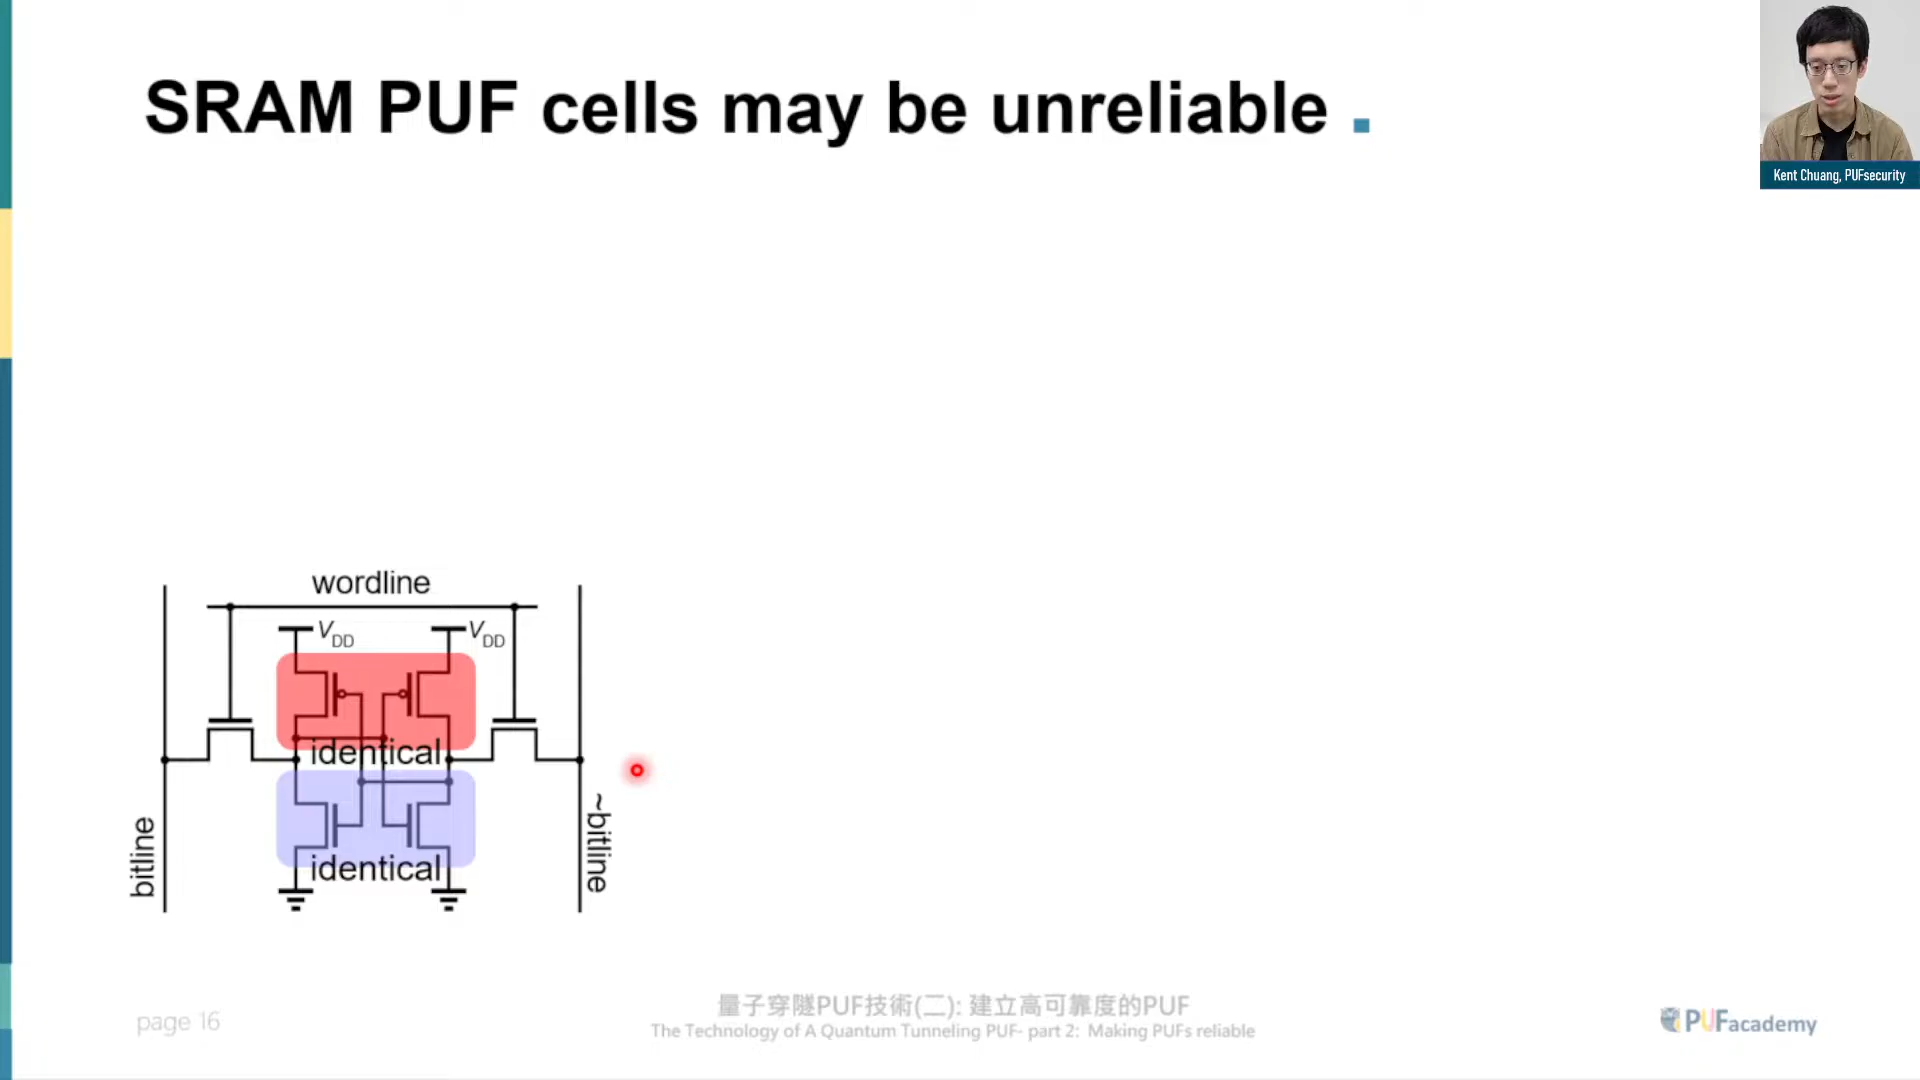 SRAM PUF cells may be unreliable .
Kent Chuang, PUFsecurity
wordline
VDD
VDD
identical
identical
bitline
~bitline
page 16
量子穿隧PUF技術(二): 建立高可靠度的PUF
The Technology of A Quantum Tunneling PUF- part 2: Making PUFs reliable
PUFacademy